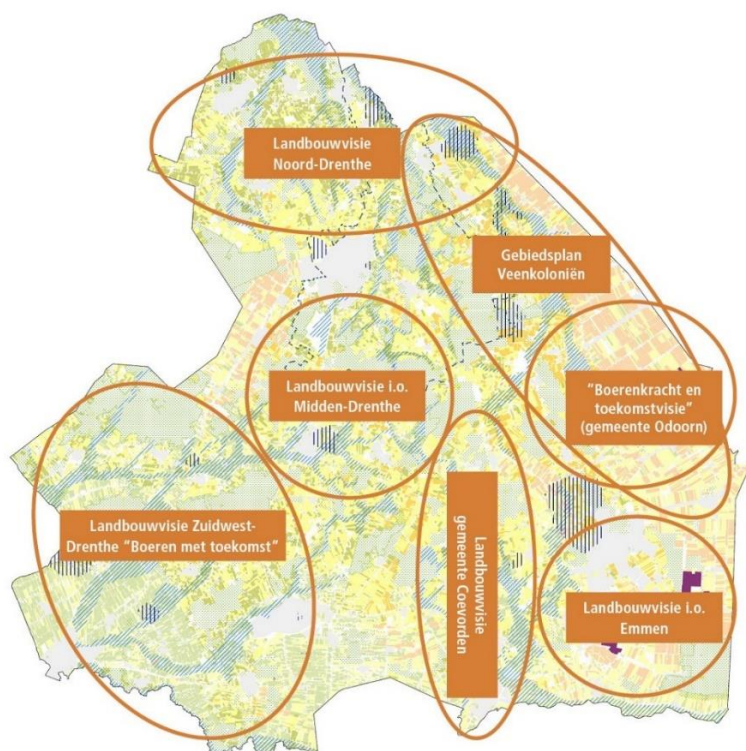 Landbouwvisie
Noord-Drenthe
Gebiedsplan
Veenkoloniën
Landbouwvisie i.o.
Midden-Drenthe
"Boerenkracht en
toekomstvisie"
(gemeente Odoorn)
Landbouwvisie Zuidwest-
Drenthe "Boeren met toekomst"
Landbouwvisie
gemeente Coevorden
Landbouwvisie i.o.
Emmen